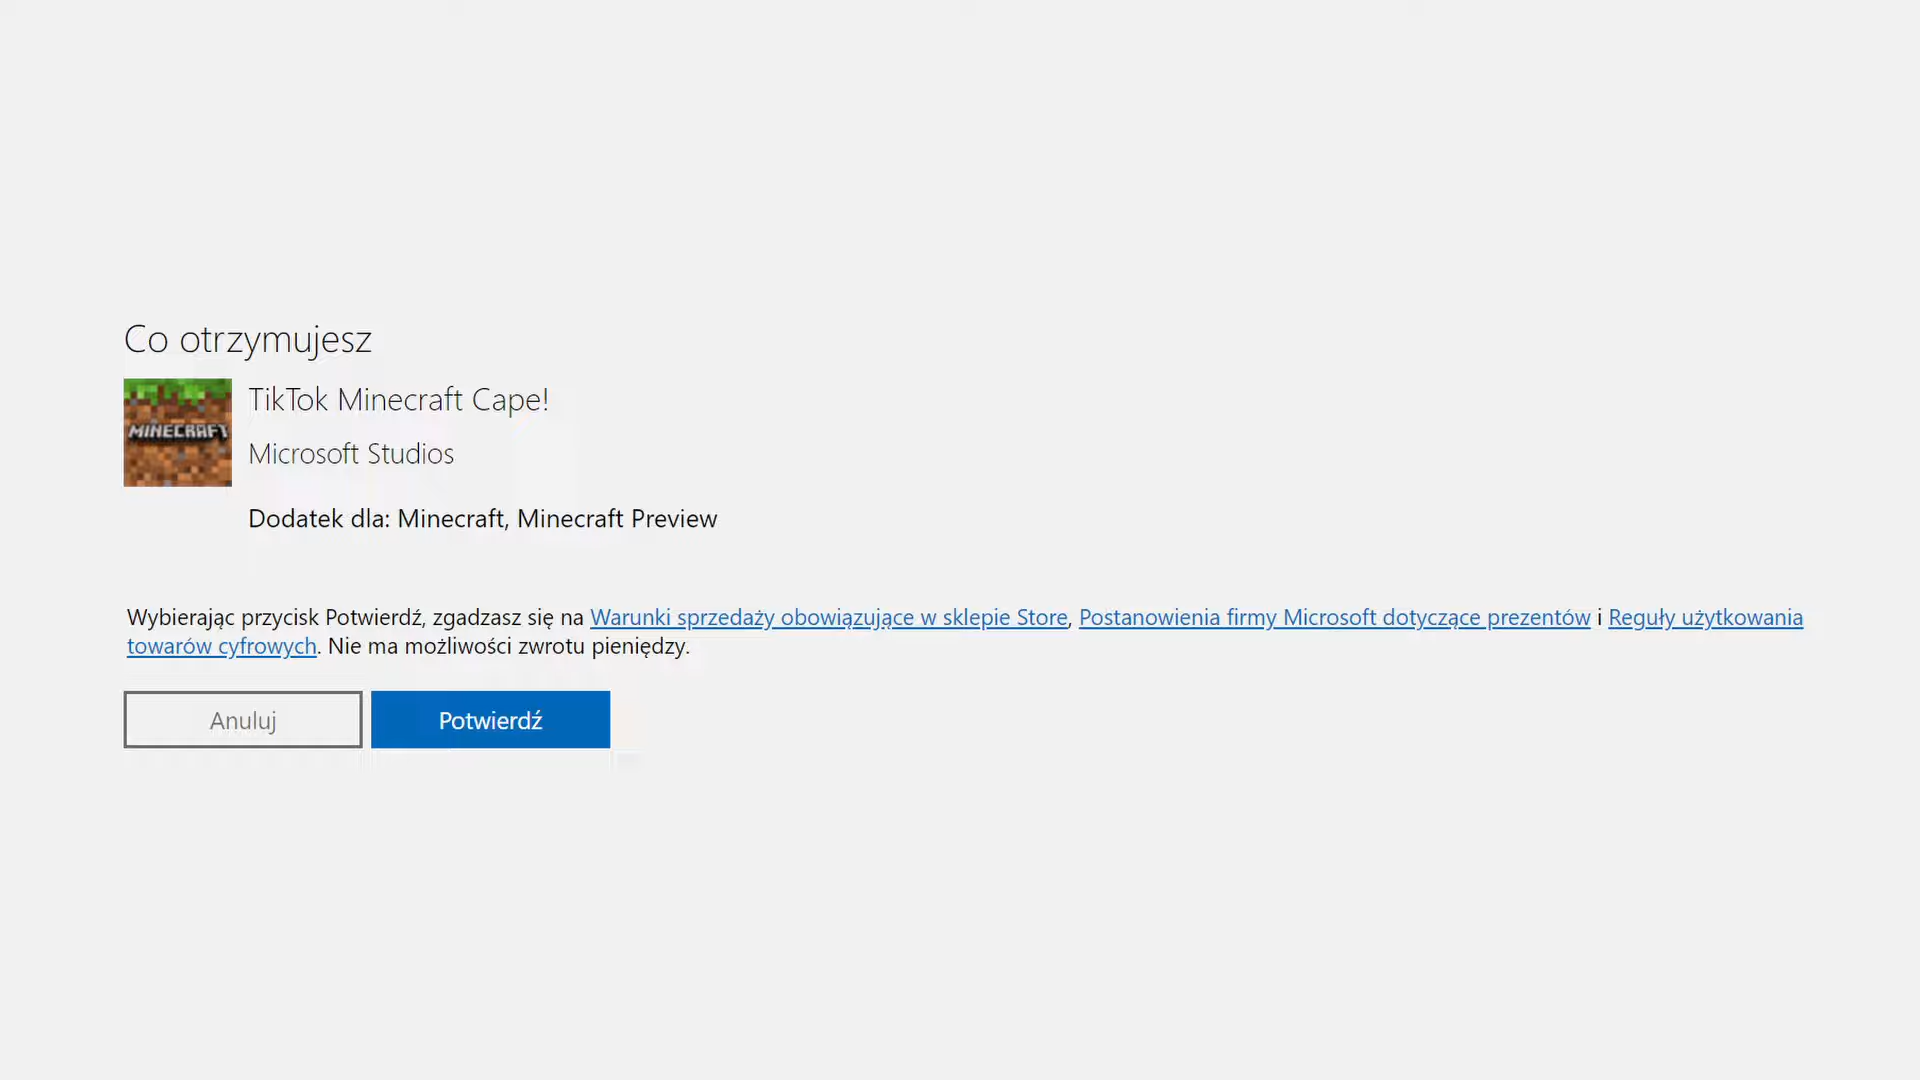 Co otrzymujesz
MINECRAFT
TikTok Minecraft Cape!
Microsoft Studios
Dodatek dla: Minecraft, Minecraft Preview
Wybierając przycisk Potwierdź, zgadzasz się na Warunki sprzedaży obowiązujące w sklepie Store, Postanowienia firmy Microsoft dotyczące prezentów i Reguły użytkowania
towarów cyfrowych. Nie ma możliwości zwrotu pieniędzy.
Anuluj
Potwierdź